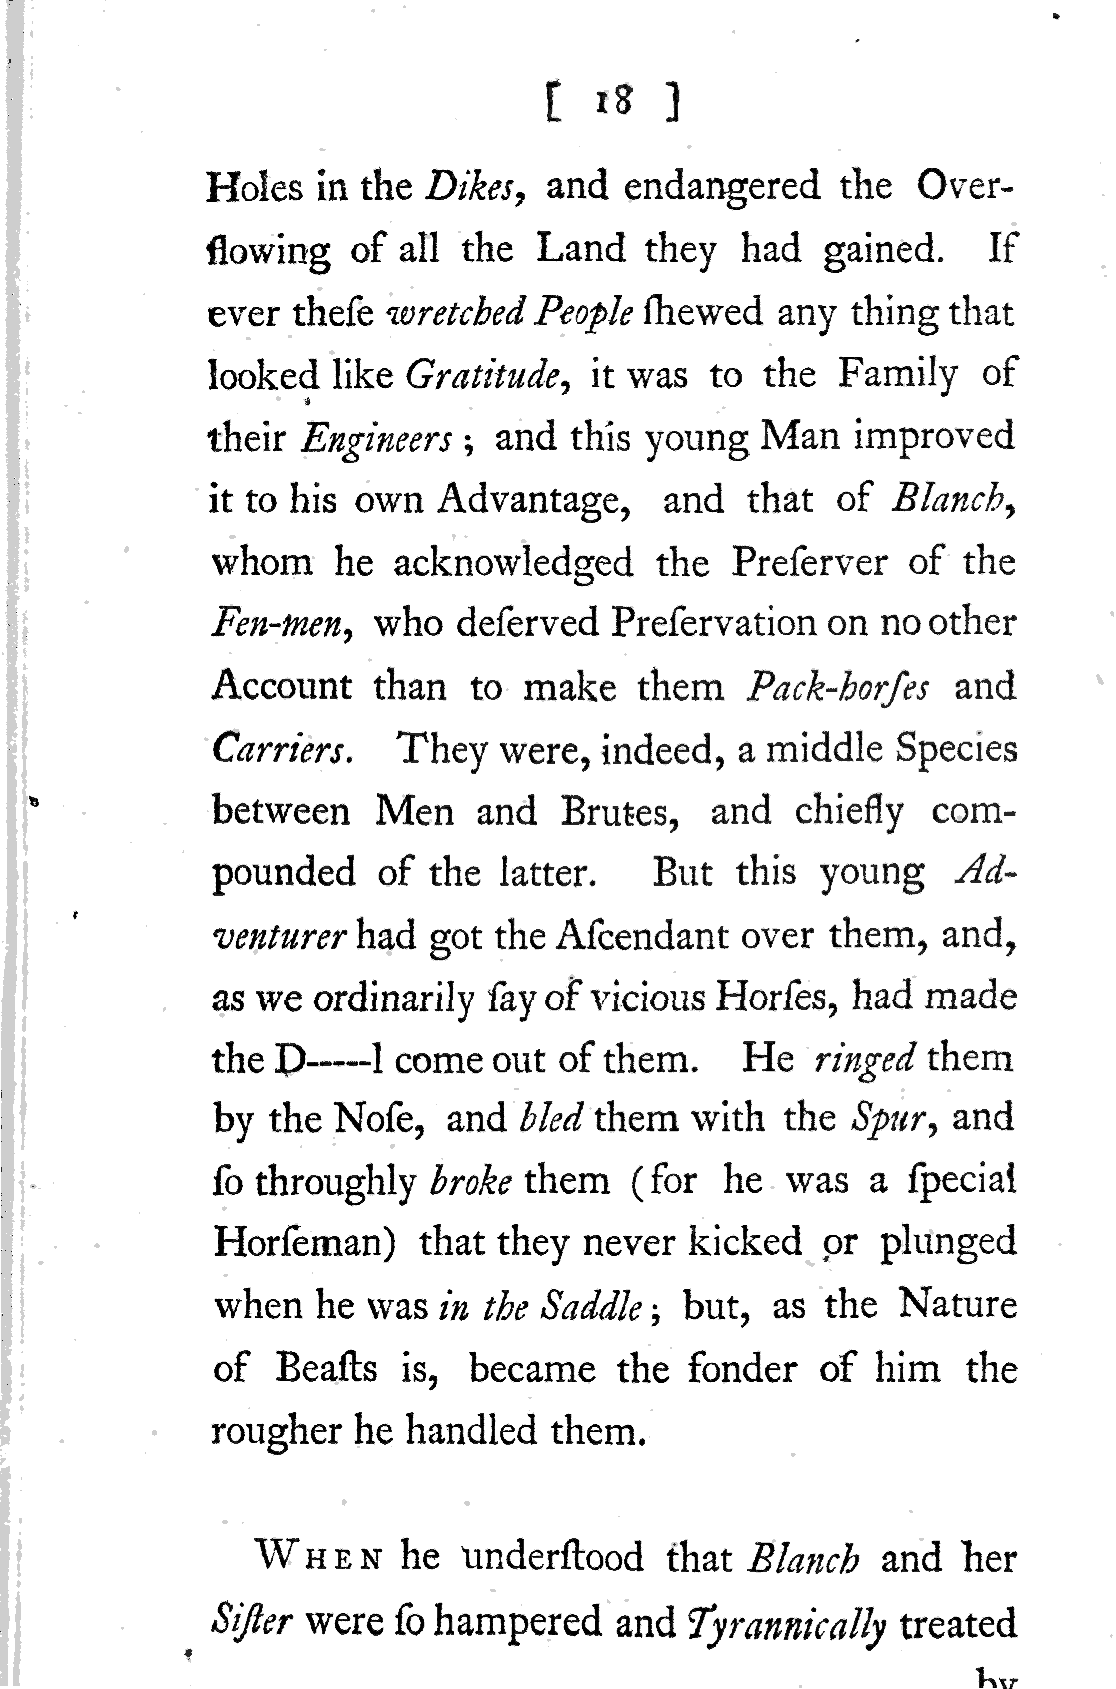 [ 18 ]
Holes in the Dikes, and endangered the Over-
flowing of all the Land they had gained. If
ever theſe wretched People ſhewed any thing that
looked like Gratitude, it was to the Family of
their Engineers ; and this young Man improved
it to his own Advantage, and that of Blanch,
whom he acknowledged the Preſerver of the
Fen-men, who deſerved Preſervation on no other
Account than to make them Pack-horſes and
Carriers. They were, indeed, a middle Species
between Men and Brutes, and chiefly com-
pounded of the latter. But this young Ad-
venturer had got the Aſcendant over them, and,
as we ordinarily ſay of vicious Horſes, had made
the D-----l come out of them. He ringed them
by the Noſe, and bled them with the Spur, and
ſo throughly broke them (for he was a ſpecial
Horſeman) that they never kicked or plunged
when he was in the Saddle ; but, as the Nature
of Beaſts is, became the fonder of him the
rougher he handled them.
WHEN he underſtood that Blanch and her
Siſter were ſo hampered and Tyrannically treated
by